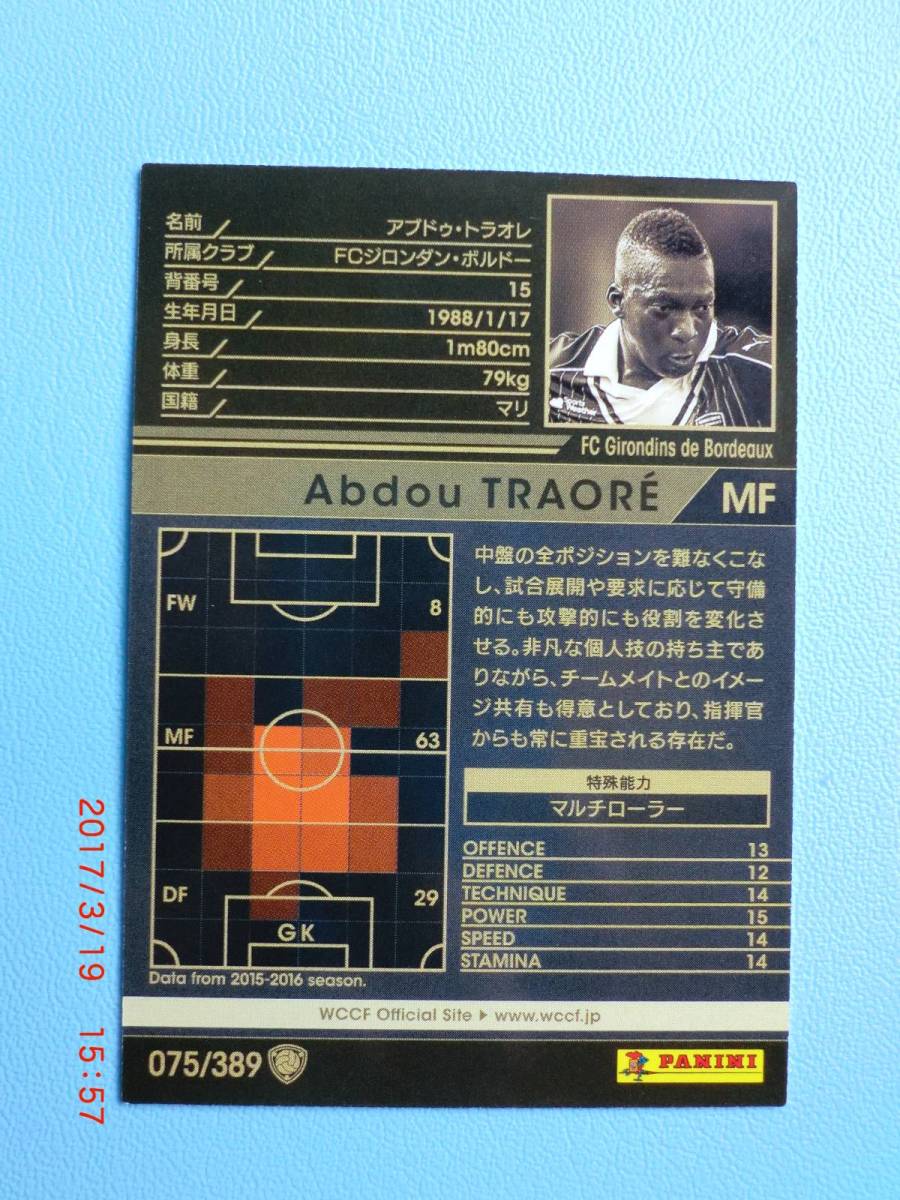 名前 アブドゥ・トラオレ
所属クラブ FCジロンダン・ボルドー
背番号 15
生年月日 1988/1/17
身長 1m80cm
体重 79kg
国籍 マリ
Sports Weather
FC Girondins de Bordeaux
Abdou TRAORÉ MF
FW 8
MF 63
DF 29
GK
Data from 2015-2016 season.
中盤の全ポジションを難なくこな
し、試合展開や要求に応じて守備
的にも攻撃的にも役割を変化さ
せる。非凡な個人技の持ち主であ
りながら、チームメイトとのイメー
ジ共有も得意としており、指揮官
からも常に重宝される存在だ。
特殊能力
マルチローラー
OFFENCE 13
DEFENCE 12
TECHNIQUE 14
POWER 15
SPEED 14
STAMINA 14
WCCF Official Site ▶ www.wccf.jp
075/389
PANINI
2017/3/19 15:57